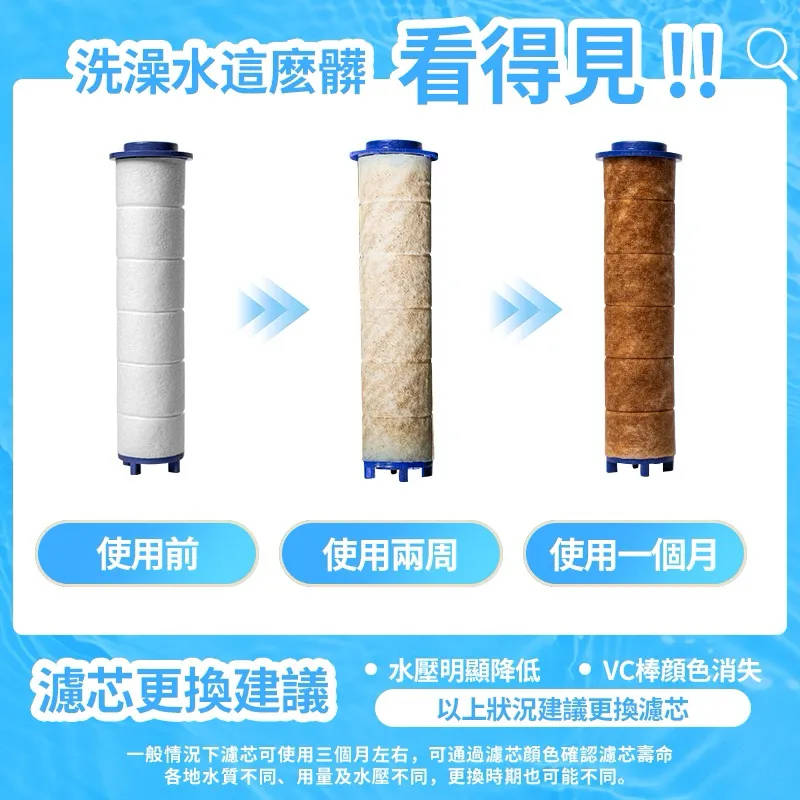 洗澡水這麼髒 看得見!!
使用前
使用兩周
使用一個月
濾芯更換建議
• 水壓明顯降低 • VC棒顏色消失
以上狀況建議更換濾芯
一般情況下濾芯可使用三個月左右，可通過濾芯顏色確認濾芯壽命
各地水質不同、用量及水壓不同，更換時期也可能不同。